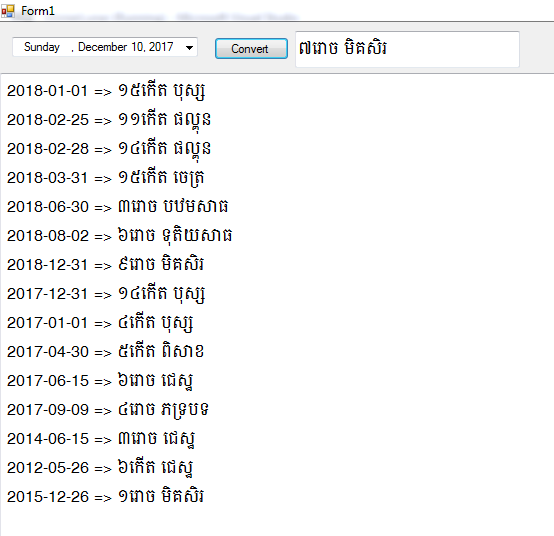 Form1
Sunday , December 10, 2017 Convert ៧រោច មិគសិរ
2018-01-01 => ១៥កើត បុស្ស
2018-02-25 => ១១កើត ផល្គុន
2018-02-28 => ១៤កើត ផល្គុន
2018-03-31 => ១៥កើត ចេត្រ
2018-06-30 => ៣រោច បឋមសាធ
2018-08-02 => ៦រោច ទុតិយសាធ
2018-12-31 => ៩រោច មិគសិរ
2017-12-31 => ១៤កើត បុស្ស
2017-01-01 => ៤កើត បុស្ស
2017-04-30 => ៥កើត ពិសាខ
2017-06-15 => ៦រោច ជេស្ឋ
2017-09-09 => ៤រោច ភទ្របទ
2014-06-15 => ៣រោច ជេស្ឋ
2012-05-26 => ៦កើត ជេស្ឋ
2015-12-26 => ១រោច មិគសិរ